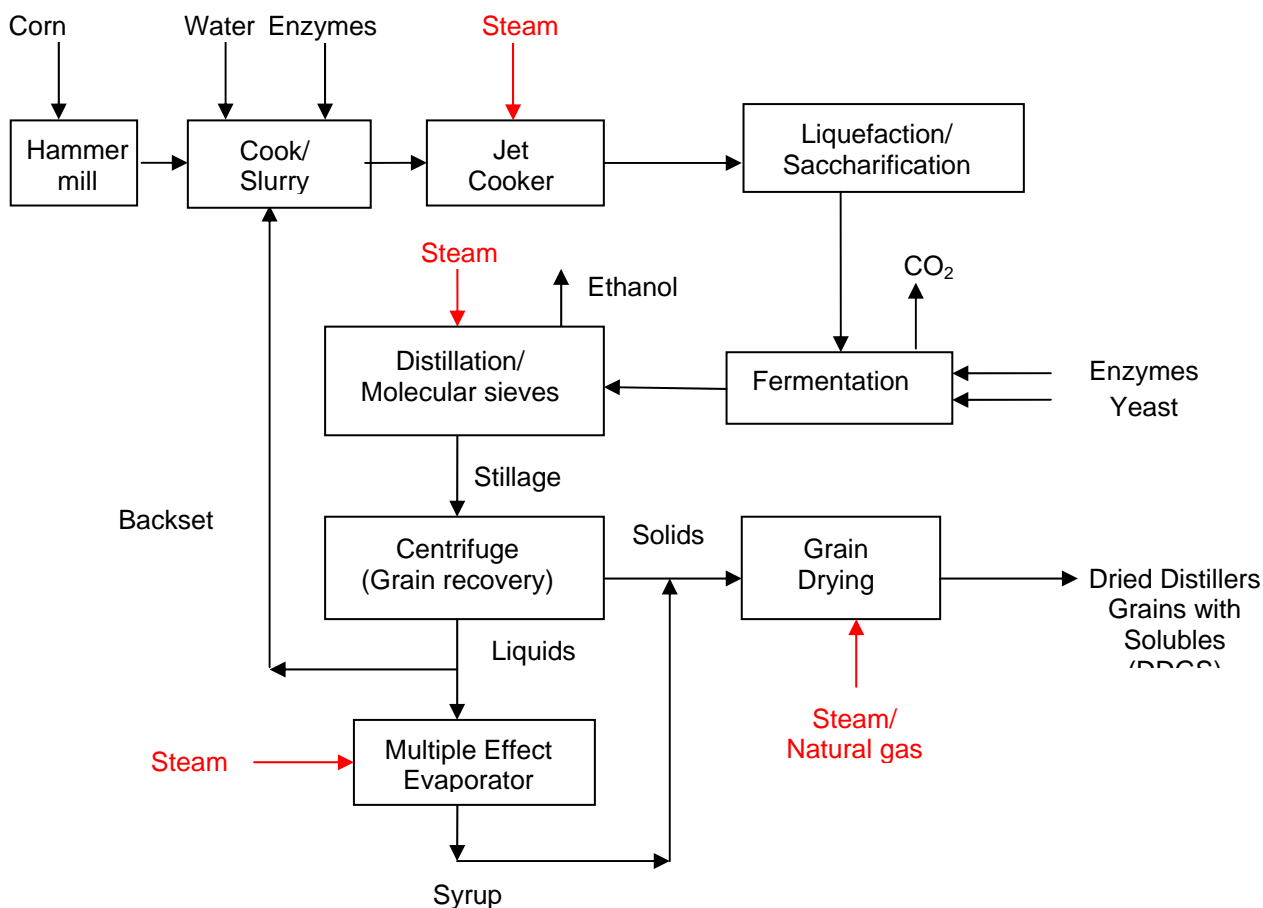 Corn
Water
Enzymes
Steam
Hammer
mill
Cook/
Slurry
Jet
Cooker
Liquefaction/
Saccharification
Steam
Ethanol
CO2
Distillation/
Molecular sieves
Fermentation
Enzymes
Yeast
Stillage
Backset
Centrifuge
(Grain recovery)
Solids
Grain
Drying
Dried Distillers
Grains with
Solubles
(DDGS)
Liquids
Steam/
Natural gas
Steam
Multiple Effect
Evaporator
Syrup